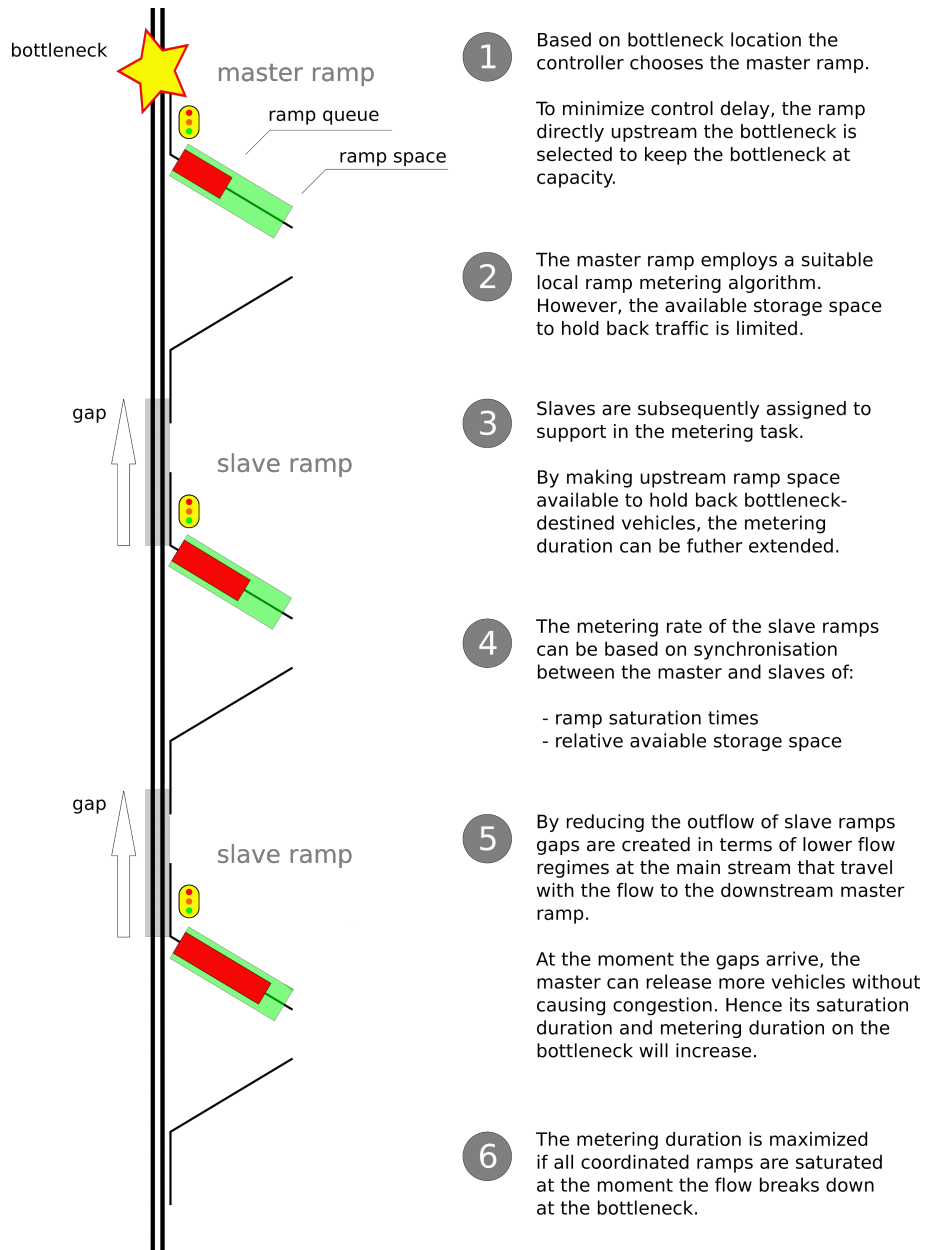 bottleneck
master ramp
ramp queue
ramp space
gap
slave ramp
gap
slave ramp
1
Based on bottleneck location the
controller chooses the master ramp.
To minimize control delay, the ramp
directly upstream the bottleneck is
selected to keep the bottleneck at
capacity.
2
The master ramp employs a suitable
local ramp metering algorithm.
However, the available storage space
to hold back traffic is limited.
3
Slaves are subsequently assigned to
support in the metering task.
By making upstream ramp space
available to hold back bottleneck-
destined vehicles, the metering
duration can be futher extended.
4
The metering rate of the slave ramps
can be based on synchronisation
between the master and slaves of:
- ramp saturation times
- relative avaiable storage space
5
By reducing the outflow of slave ramps
gaps are created in terms of lower flow
regimes at the main stream that travel
with the flow to the downstream master
ramp.
At the moment the gaps arrive, the
master can release more vehicles without
causing congestion. Hence its saturation
duration and metering duration on the
bottleneck will increase.
6
The metering duration is maximized
if all coordinated ramps are saturated
at the moment the flow breaks down
at the bottleneck.